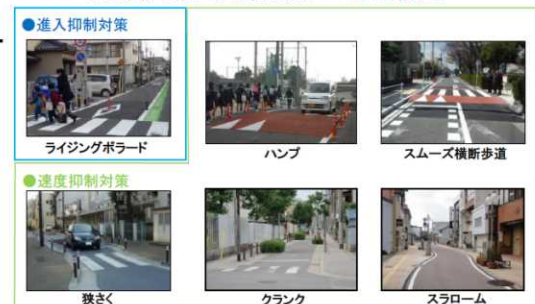 ●進入抑制対策
ライジングボラード
ハンプ
スムーズ横断歩道
●速度抑制対策
狭さく
クランク
スラローム